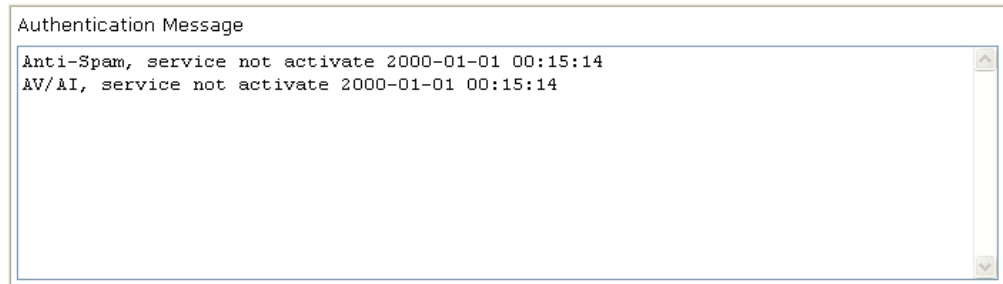 Authentication Message
Anti-Spam, service not activate 2000-01-01 00:15:14
AV/AI, service not activate 2000-01-01 00:15:14